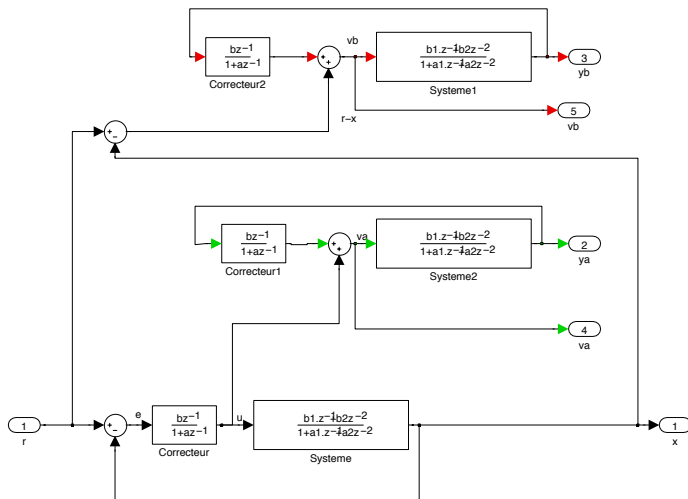 bz-1
1+az-1
Correcteur2
+
+
vb
b1.z-1+b2z-2
1+a1.z-1+a2z-2
Systeme1
3
yb
5
vb
r-x
+
-
bz-1
1+az-1
Correcteur1
+
+
va
b1.z-1+b2z-2
1+a1.z-1+a2z-2
Systeme2
2
ya
4
va
1
r
+
-
e
bz-1
1+az-1
Correcteur
u
b1.z-1+b2z-2
1+a1.z-1+a2z-2
Systeme
1
x